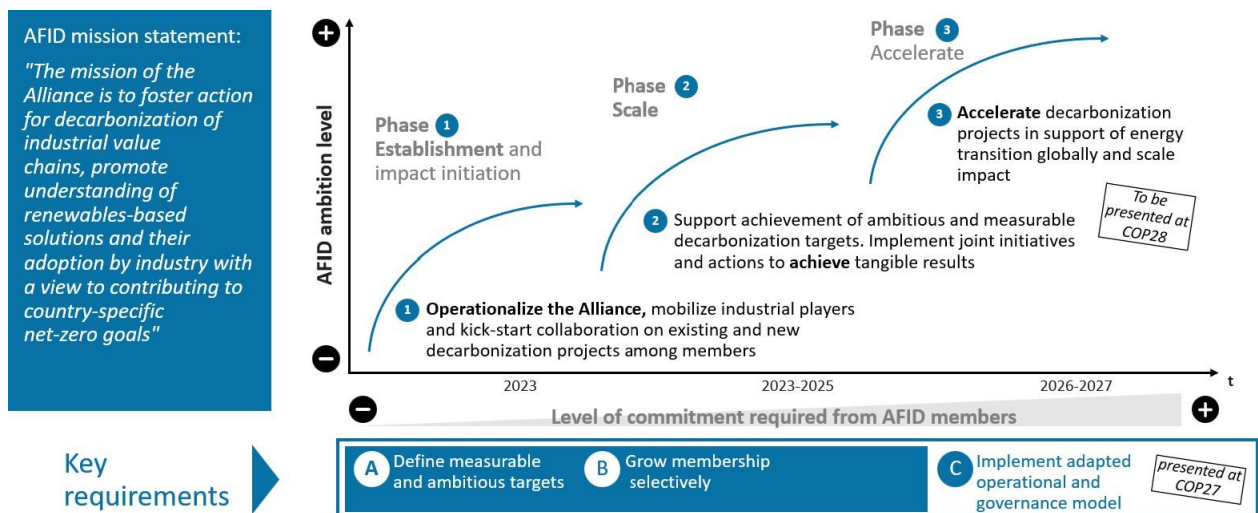 AFID mission statement:
"The mission of the
Alliance is to foster action
for decarbonization of
industrial value
chains, promote
understanding of
renewables-based
solutions and their
adoption by industry with
a view to contributing to
country-specific
net-zero goals"
AFID ambition level
Phase 1
Establishment and
impact initiation
Phase 2
Scale
Phase 3
Accelerate
3 Accelerate decarbonization
projects in support of energy
transition globally and scale
impact
To be
presented at
COP28
2 Support achievement of ambitious and measurable
decarbonization targets. Implement joint initiatives
and actions to achieve tangible results
1 Operationalize the Alliance, mobilize industrial players
and kick-start collaboration on existing and new
decarbonization projects among members
2023
2023-2025
2026-2027
t
Level of commitment required from AFID members
Key
requirements
A Define measurable
and ambitious targets
B Grow membership
selectively
C Implement adapted
operational and
governance model
presented at
COP27